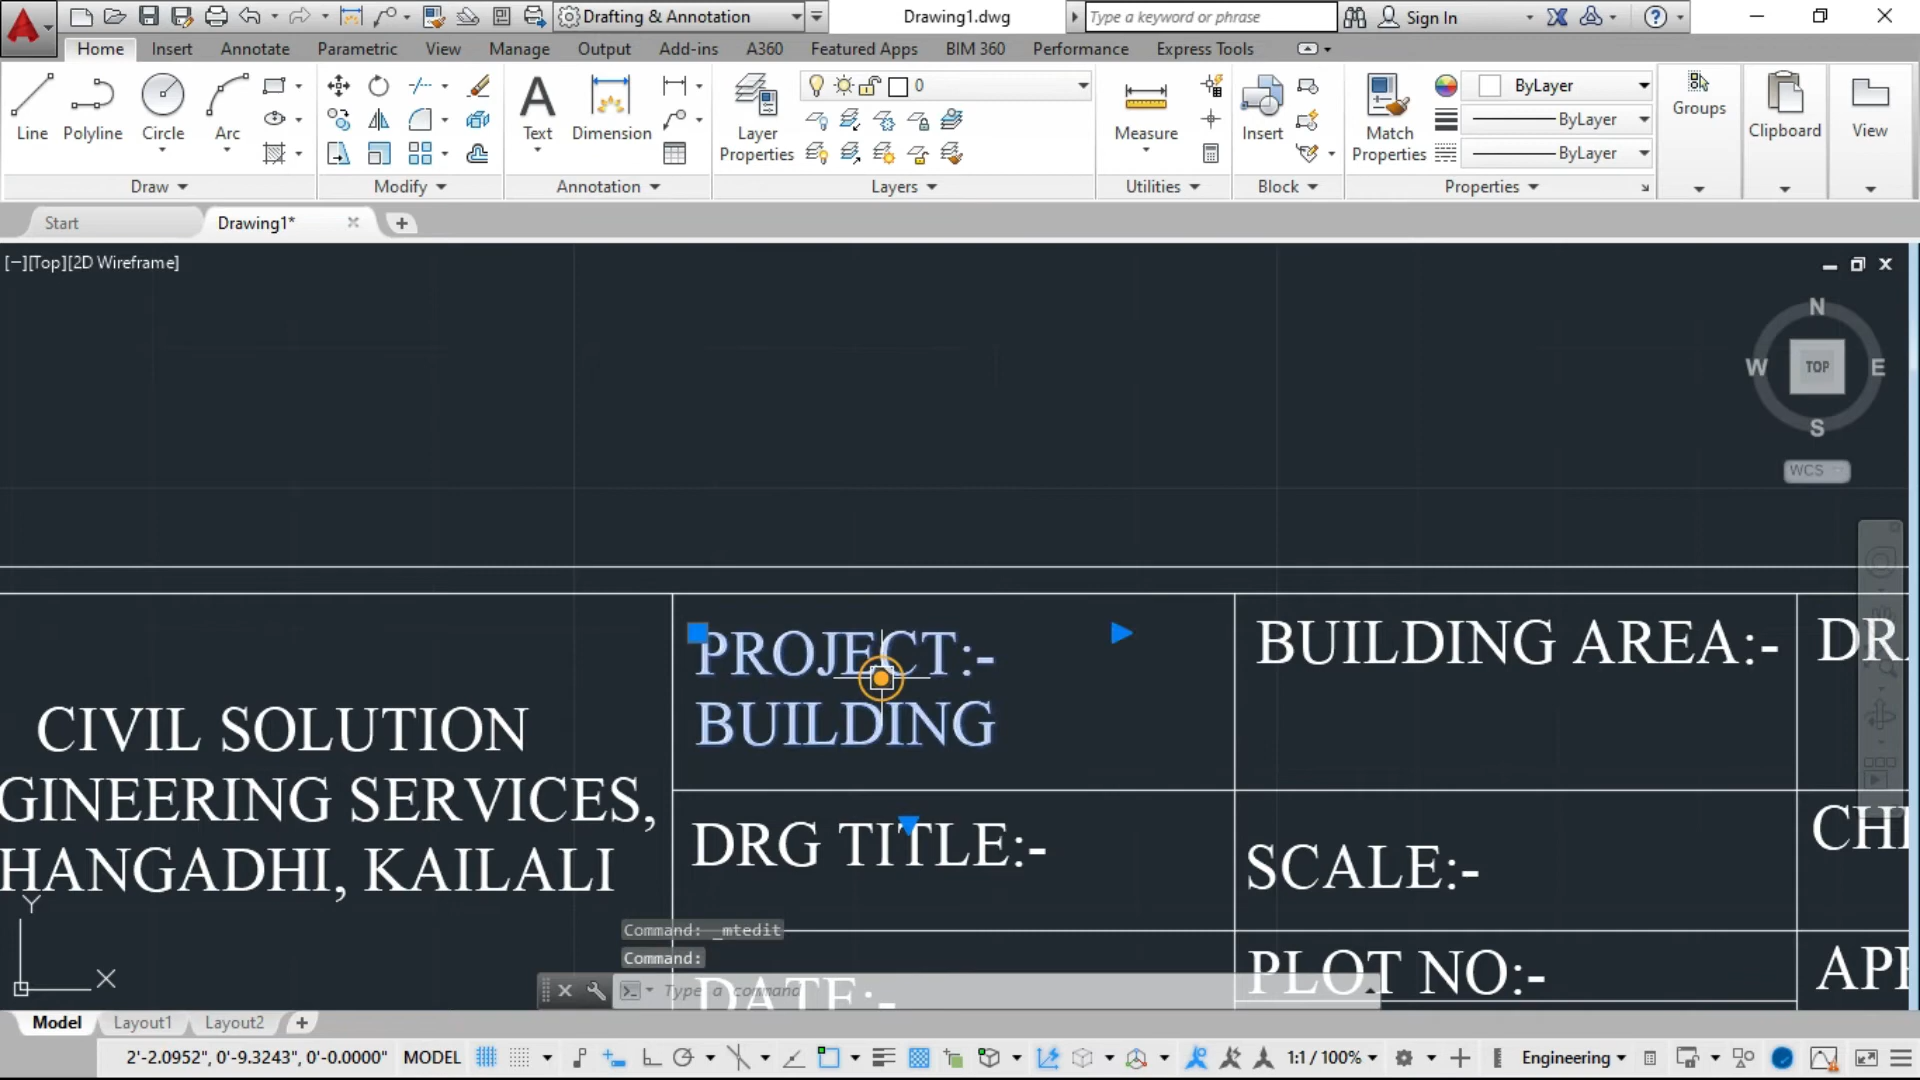 Drafting & Annotation
Drawing1.dwg
Type a keyword or phrase
Sign In
Home
Insert
Annotate
Parametric
View
Manage
Output
Add-ins
A360
Featured Apps
BIM 360
Performance
Express Tools
Line
Polyline
Circle
Arc
Text
Dimension
Layer Properties
0
Measure
Insert
Match Properties
ByLayer
ByLayer
ByLayer
Groups
Clipboard
View
Draw
Modify
Annotation
Layers
Utilities
Block
Properties
Start
Drawing1*
[−][Top][2D Wireframe]
N
W
TOP
E
S
WCS
PROJECT:-
BUILDING
BUILDING AREA:-
CIVIL SOLUTION
GINEERING SERVICES,
HANGADHI, KAILALI
DRG TITLE:-
SCALE:-
PLOT NO:-
DATE:-
Command: _mtedit
Command:
Type a command
Y
X
Model
Layout1
Layout2
2'-2.0952", 0'-9.3243", 0'-0.0000"
MODEL
1:1 / 100%
Engineering